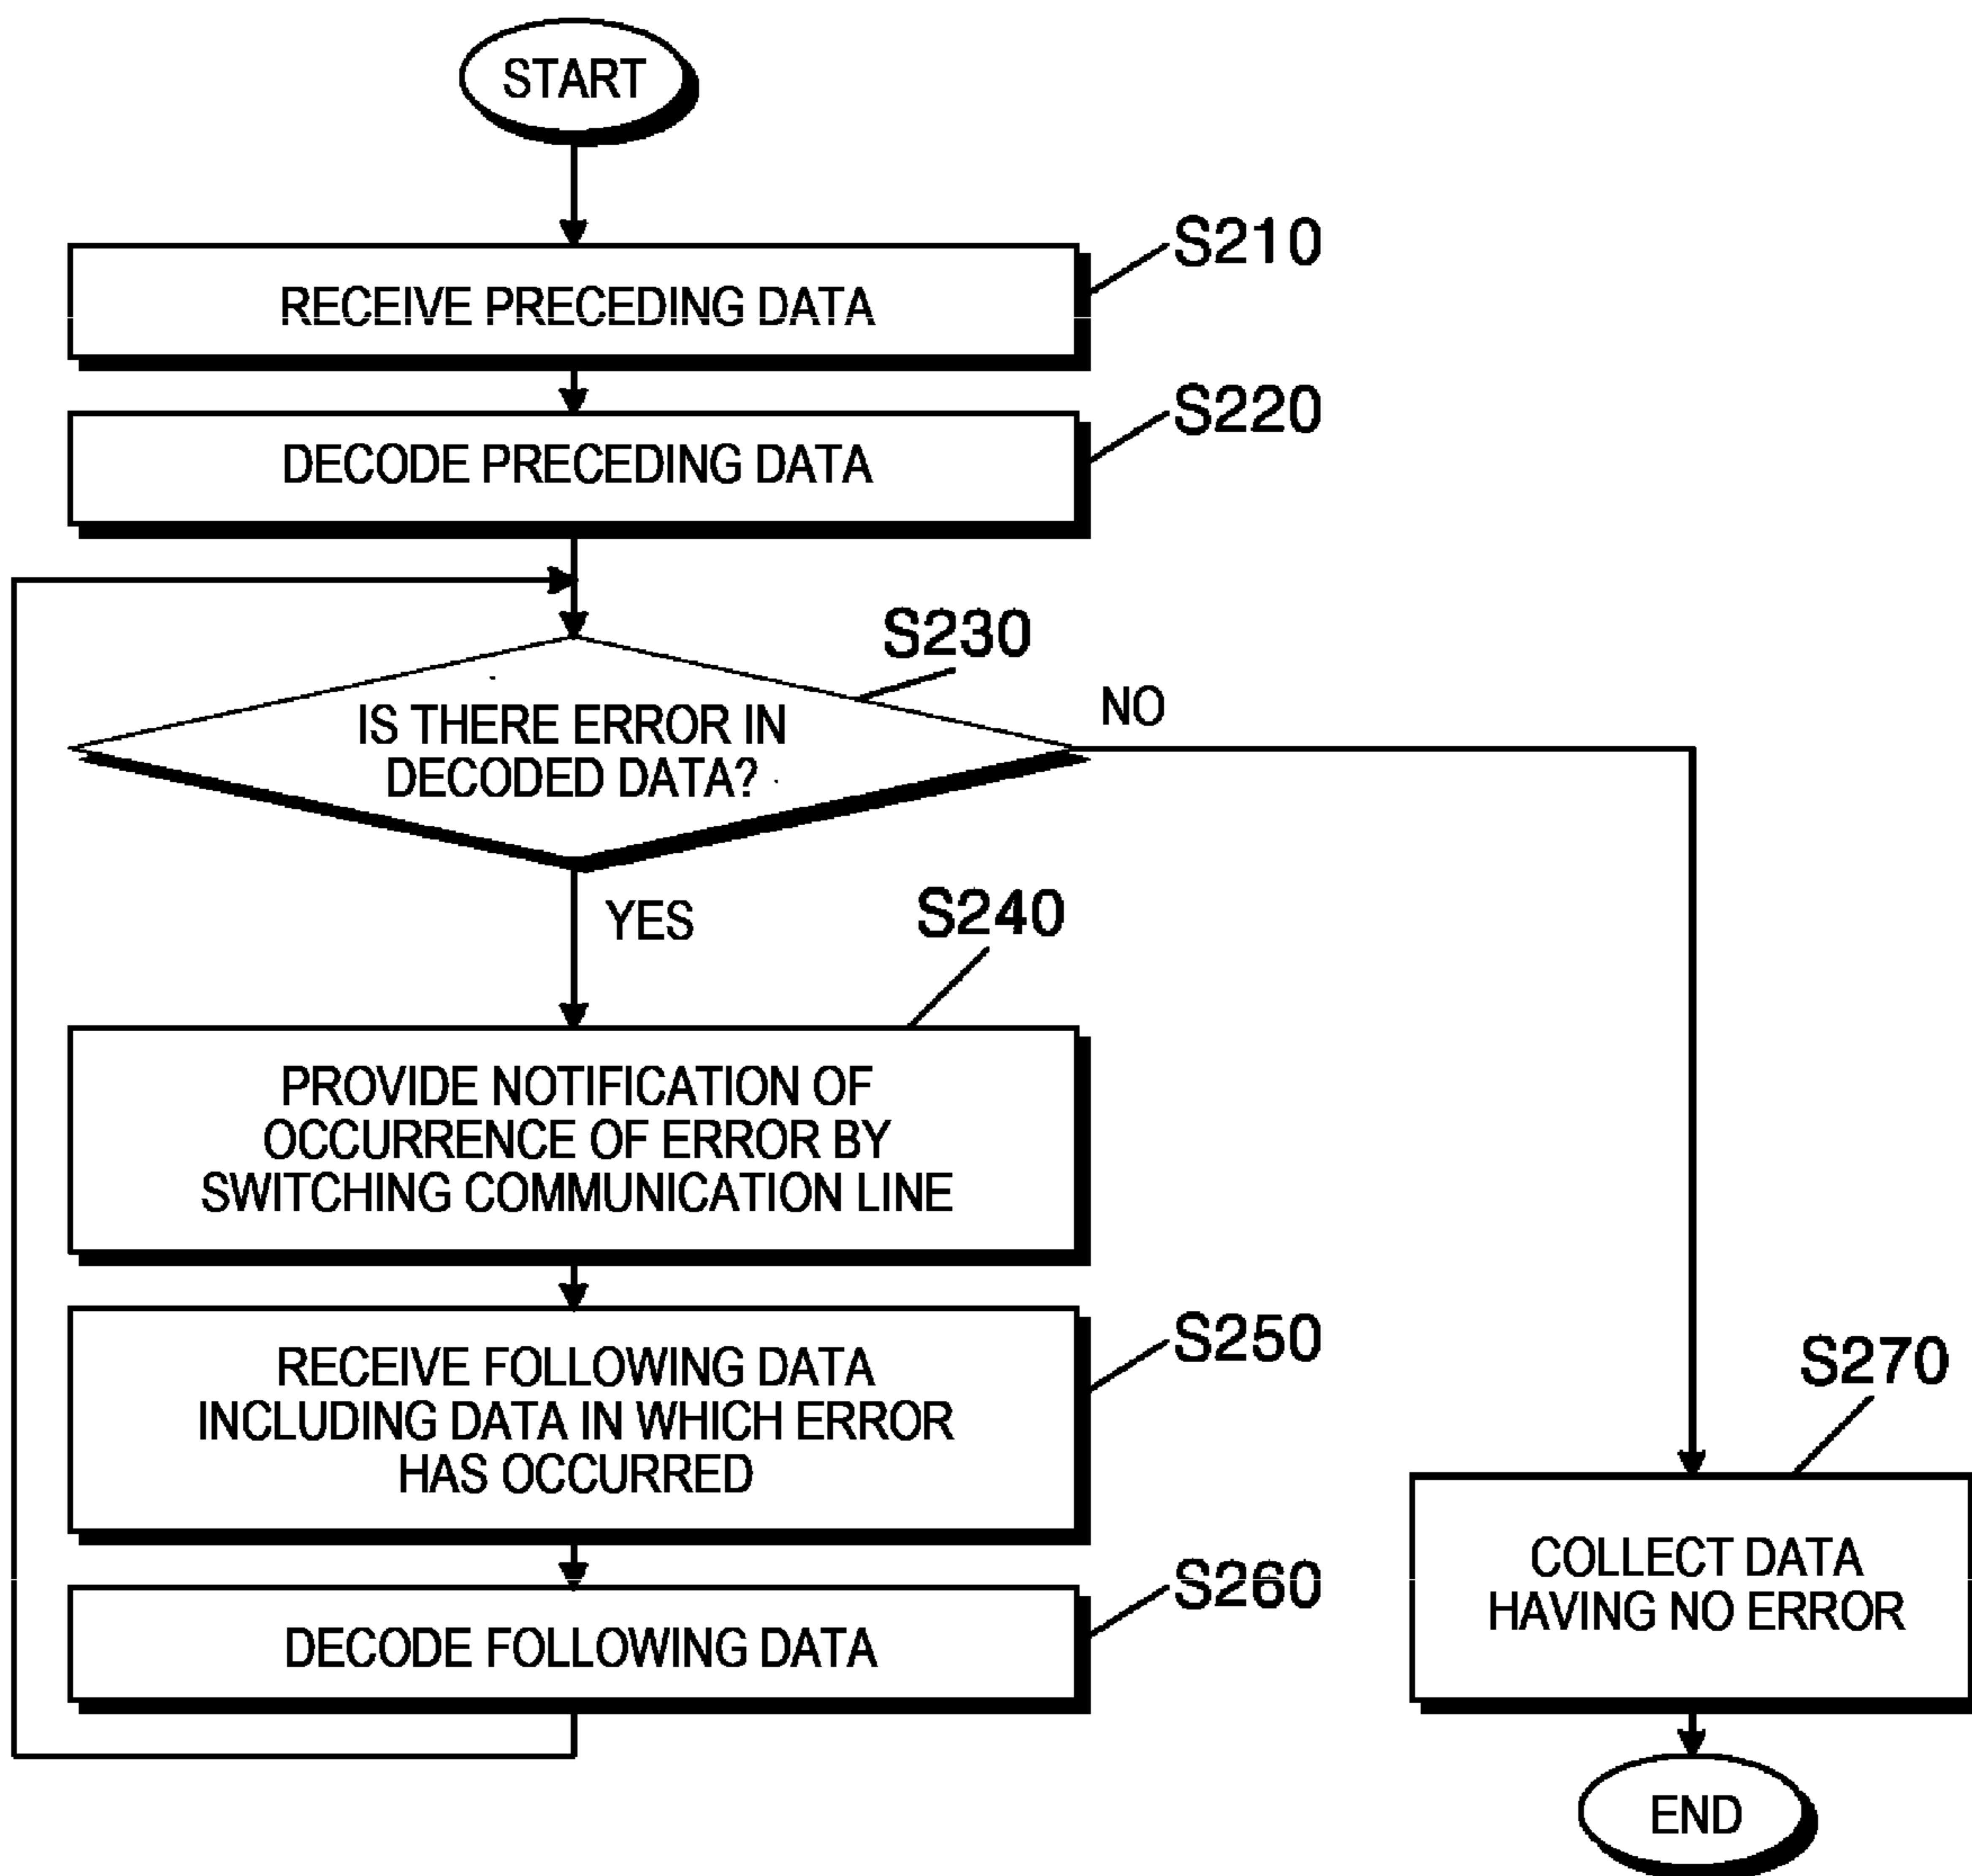 START
S210
RECEIVE PRECEDING DATA
S220
DECODE PRECEDING DATA
S230
IS THERE ERROR IN
DECODED DATA?
NO
YES
S240
PROVIDE NOTIFICATION OF
OCCURRENCE OF ERROR BY
SWITCHING COMMUNICATION LINE
S250
RECEIVE FOLLOWING DATA
INCLUDING DATA IN WHICH ERROR
HAS OCCURRED
S260
DECODE FOLLOWING DATA
S270
COLLECT DATA
HAVING NO ERROR
END